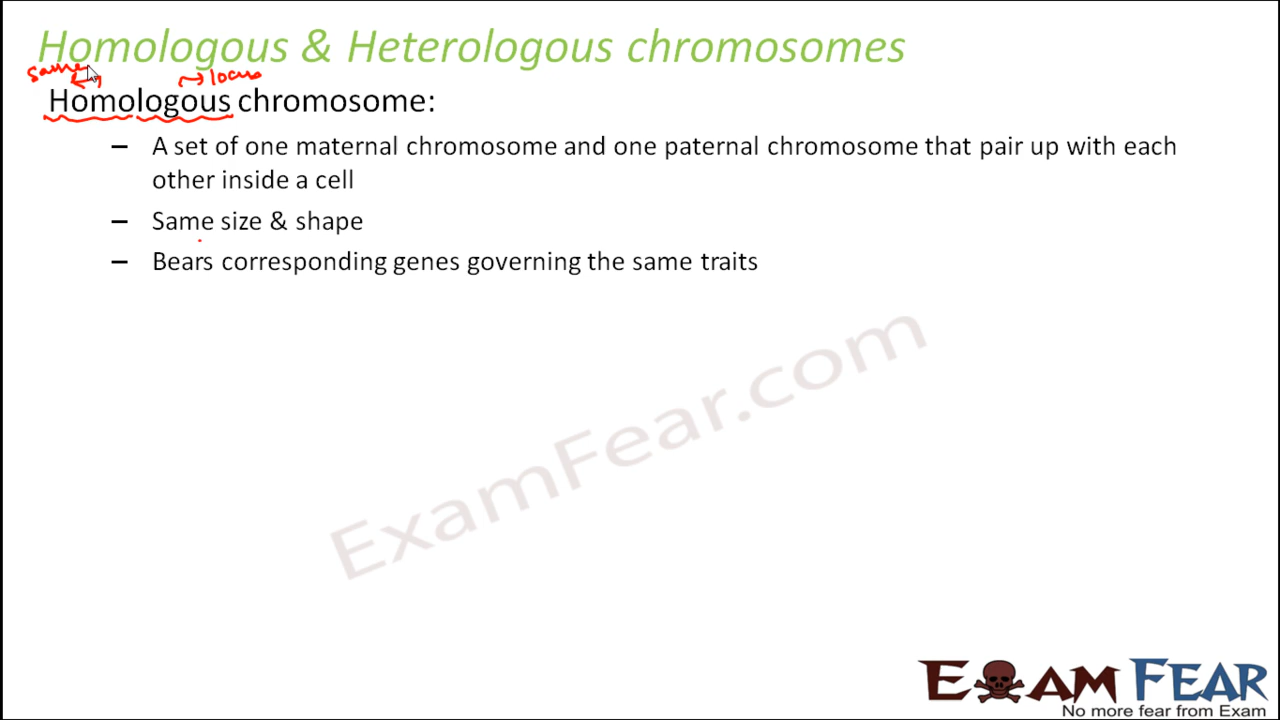 Homologous & Heterologous chromosomes
same locus
Homologous chromosome:
– A set of one maternal chromosome and one paternal chromosome that pair up with each
other inside a cell
– Same size & shape
– Bears corresponding genes governing the same traits
ExamFear.com
EXAM FEAR
No more fear from Exam